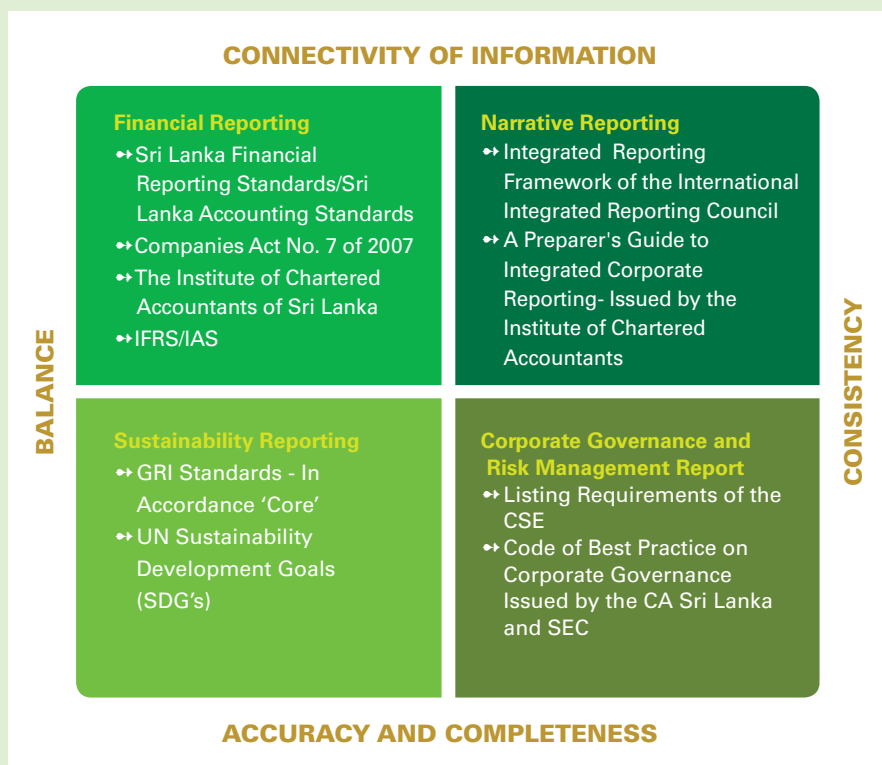 CONNECTIVITY OF INFORMATION
Financial Reporting
➻ Sri Lanka Financial
Reporting Standards/Sri
Lanka Accounting Standards
➻ Companies Act No. 7 of 2007
➻ The Institute of Chartered
Accountants of Sri Lanka
➻ IFRS/IAS
Narrative Reporting
➻ Integrated Reporting
Framework of the International
Integrated Reporting Council
➻ A Preparer's Guide to
Integrated Corporate
Reporting- Issued by the
Institute of Chartered
Accountants
BALANCE
CONSISTENCY
Sustainability Reporting
➻ GRI Standards - In
Accordance ‘Core’
➻ UN Sustainability
Development Goals
(SDG’s)
Corporate Governance and
Risk Management Report
➻ Listing Requirements of the
CSE
➻ Code of Best Practice on
Corporate Governance
Issued by the CA Sri Lanka
and SEC
ACCURACY AND COMPLETENESS